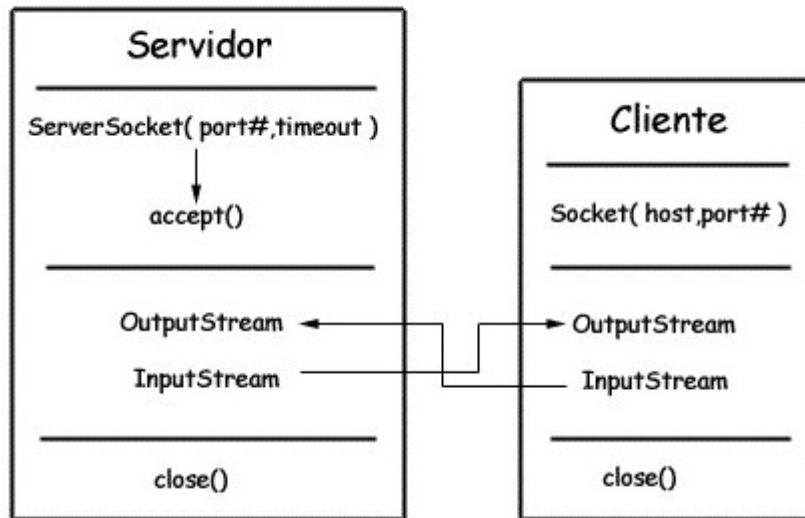 Servidor
ServerSocket( port#,timeout )
accept()
OutputStream
InputStream
close()
Cliente
Socket( host,port# )
OutputStream
InputStream
close()